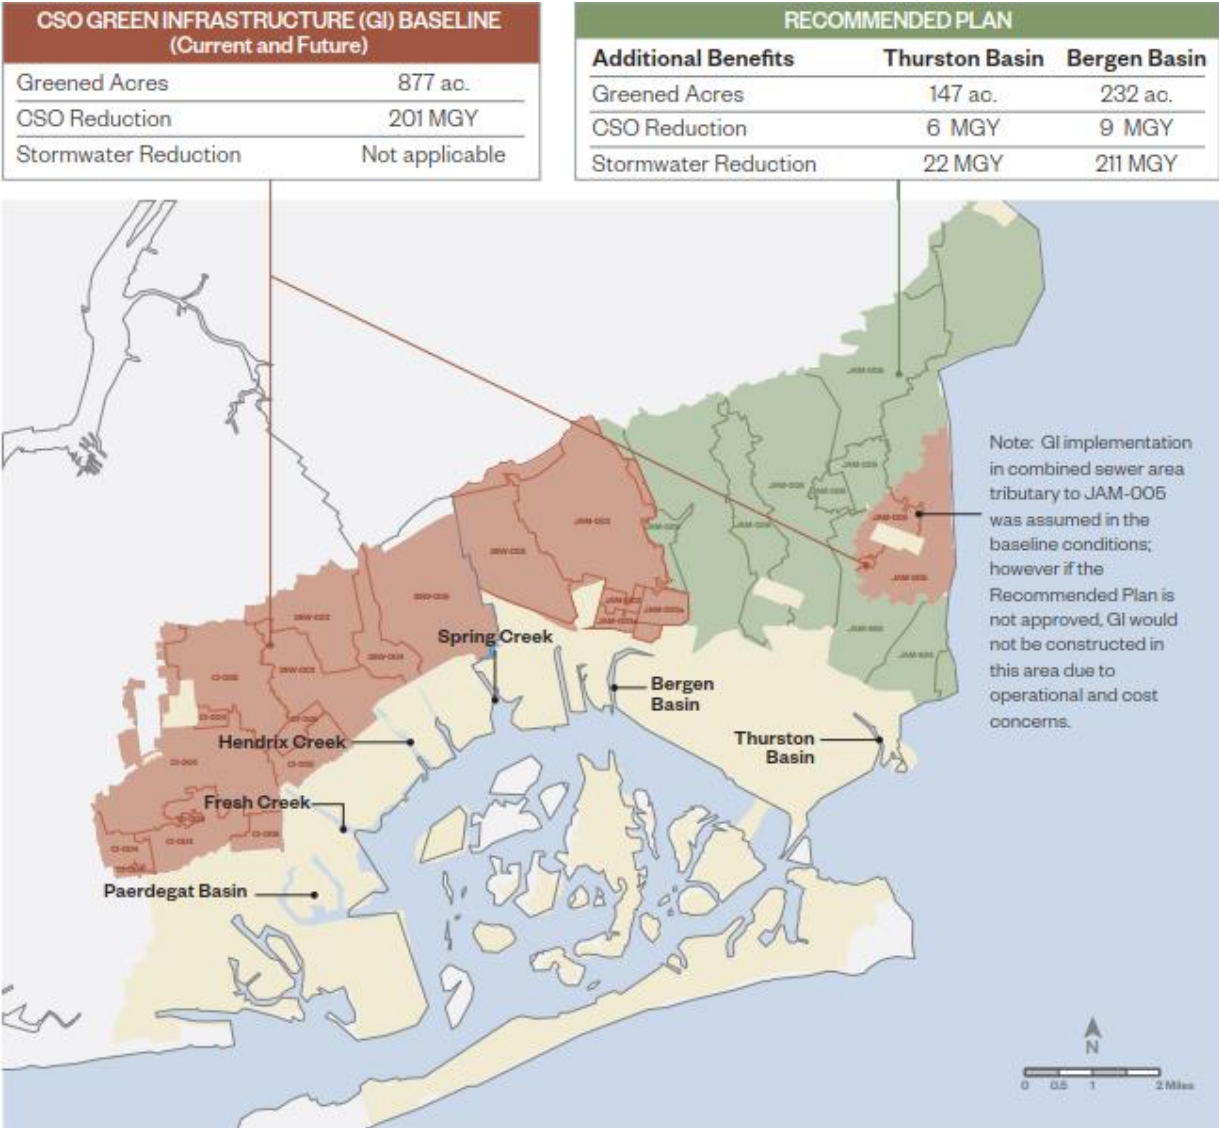 CSO GREEN INFRASTRUCTURE (GI) BASELINE
(Current and Future)
Greened Acres 877 ac.
CSO Reduction 201 MGY
Stormwater Reduction Not applicable
RECOMMENDED PLAN
Additional Benefits Thurston Basin Bergen Basin
Greened Acres 147 ac. 232 ac.
CSO Reduction 6 MGY 9 MGY
Stormwater Reduction 22 MGY 211 MGY
Note: GI implementation
in combined sewer area
tributary to JAM-005
was assumed in the
baseline conditions;
however if the
Recommended Plan is
not approved, GI would
not be constructed in
this area due to
operational and cost
concerns.
Spring Creek
Bergen
Basin
Thurston
Basin
Hendrix Creek
Fresh Creek
Paerdegat Basin
N
0 0.5 1 2 Miles